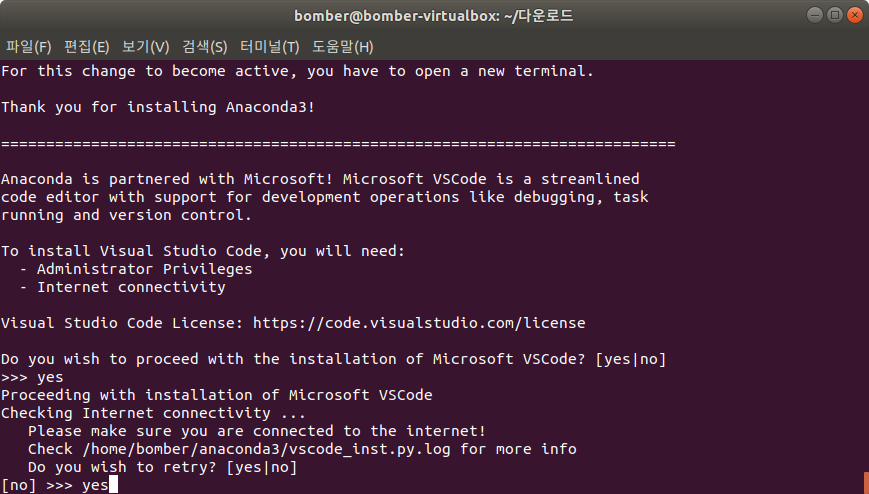 bomber@bomber-virtualbox: ~/다운로드
파일(F) 편집(E) 보기(V) 검색(S) 터미널(T) 도움말(H)
For this change to become active, you have to open a new terminal.
Thank you for installing Anaconda3!
===========================================================================
Anaconda is partnered with Microsoft! Microsoft VSCode is a streamlined
code editor with support for development operations like debugging, task
running and version control.
To install Visual Studio Code, you will need:
  - Administrator Privileges
  - Internet connectivity
Visual Studio Code License: https://code.visualstudio.com/license
Do you wish to proceed with the installation of Microsoft VSCode? [yes|no]
>>> yes
Proceeding with installation of Microsoft VSCode
Checking Internet connectivity ...
   Please make sure you are connected to the internet!
   Check /home/bomber/anaconda3/vscode_inst.py.log for more info
   Do you wish to retry? [yes|no]
[no] >>> yes